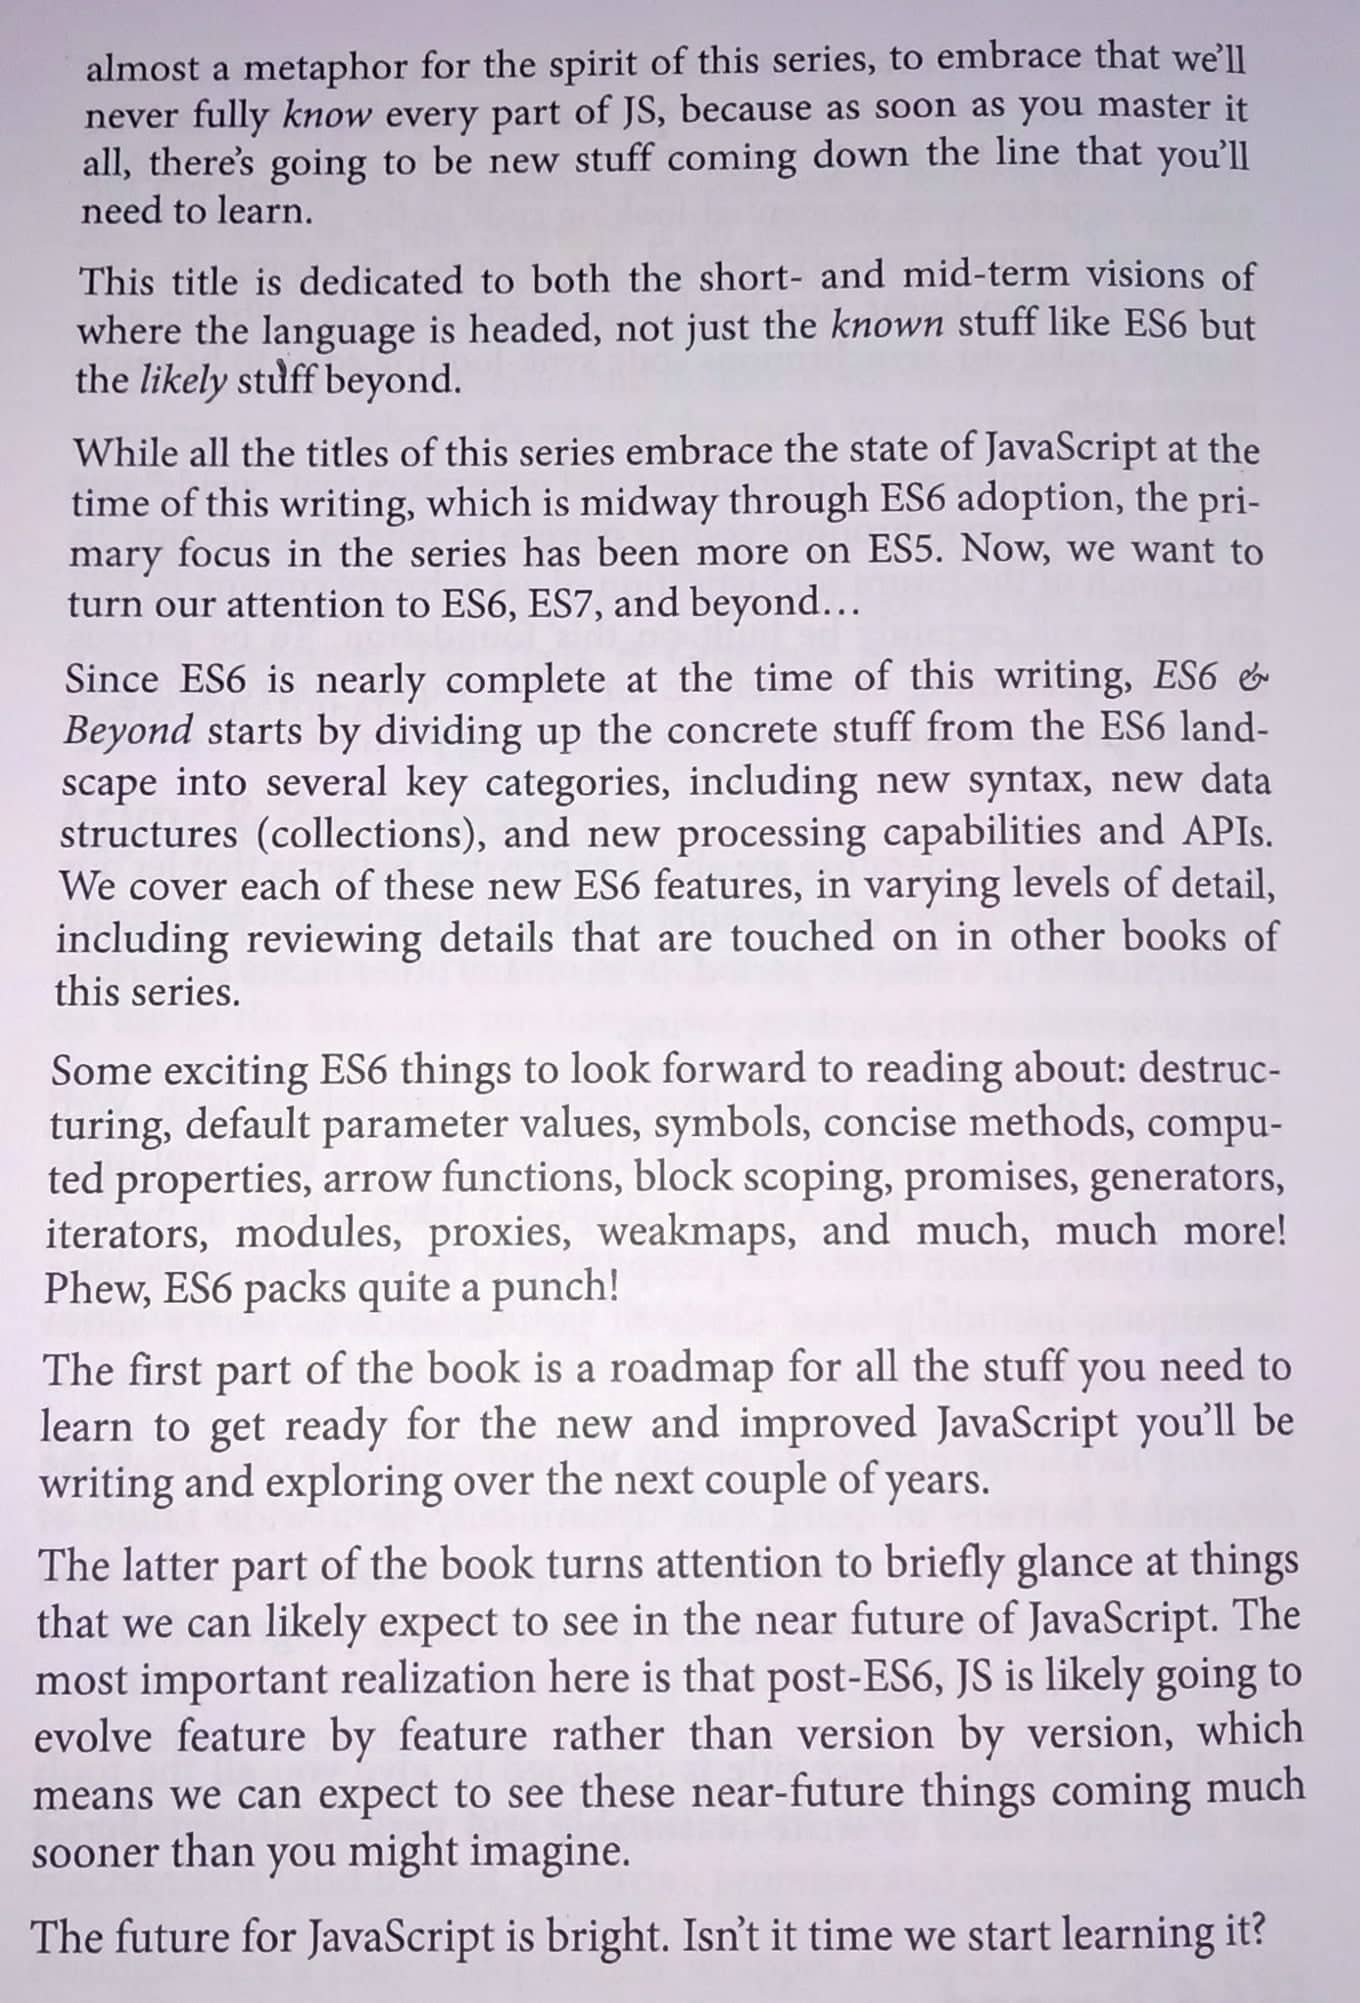 almost a metaphor for the spirit of this series, to embrace that we’ll
never fully know every part of JS, because as soon as you master it
all, there’s going to be new stuff coming down the line that you’ll
need to learn.
This title is dedicated to both the short- and mid-term visions of
where the language is headed, not just the known stuff like ES6 but
the likely stuff beyond.
While all the titles of this series embrace the state of JavaScript at the
time of this writing, which is midway through ES6 adoption, the pri-
mary focus in the series has been more on ES5. Now, we want to
turn our attention to ES6, ES7, and beyond…
Since ES6 is nearly complete at the time of this writing, ES6 &
Beyond starts by dividing up the concrete stuff from the ES6 land-
scape into several key categories, including new syntax, new data
structures (collections), and new processing capabilities and APIs.
We cover each of these new ES6 features, in varying levels of detail,
including reviewing details that are touched on in other books of
this series.
Some exciting ES6 things to look forward to reading about: destruc-
turing, default parameter values, symbols, concise methods, compu-
ted properties, arrow functions, block scoping, promises, generators,
iterators, modules, proxies, weakmaps, and much, much more!
Phew, ES6 packs quite a punch!
The first part of the book is a roadmap for all the stuff you need to
learn to get ready for the new and improved JavaScript you’ll be
writing and exploring over the next couple of years.
The latter part of the book turns attention to briefly glance at things
that we can likely expect to see in the near future of JavaScript. The
most important realization here is that post-ES6, JS is likely going to
evolve feature by feature rather than version by version, which
means we can expect to see these near-future things coming much
sooner than you might imagine.
The future for JavaScript is bright. Isn’t it time we start learning it?